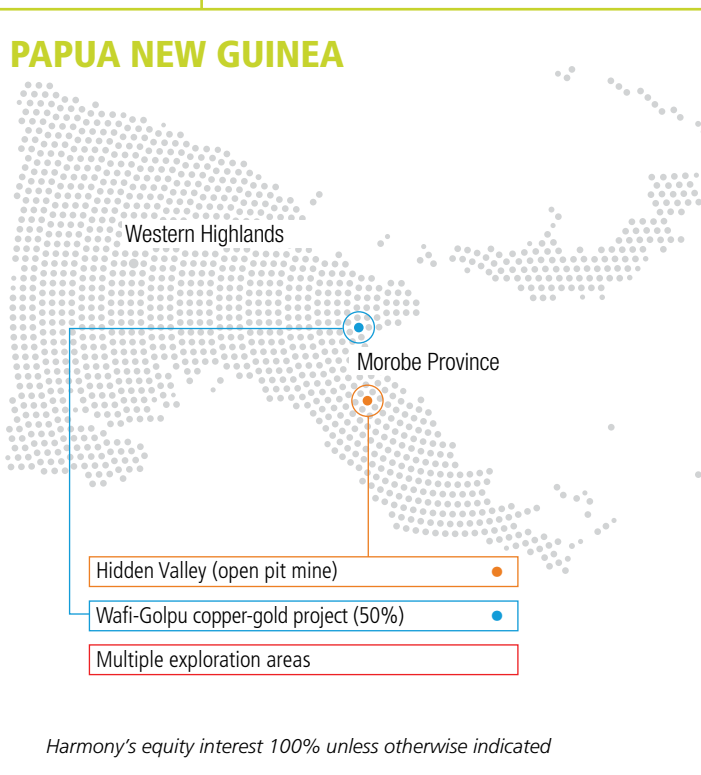 PAPUA NEW GUINEA
Western Highlands
Morobe Province
Hidden Valley (open pit mine)
Wafi-Golpu copper-gold project (50%)
Multiple exploration areas
Harmony's equity interest 100% unless otherwise indicated